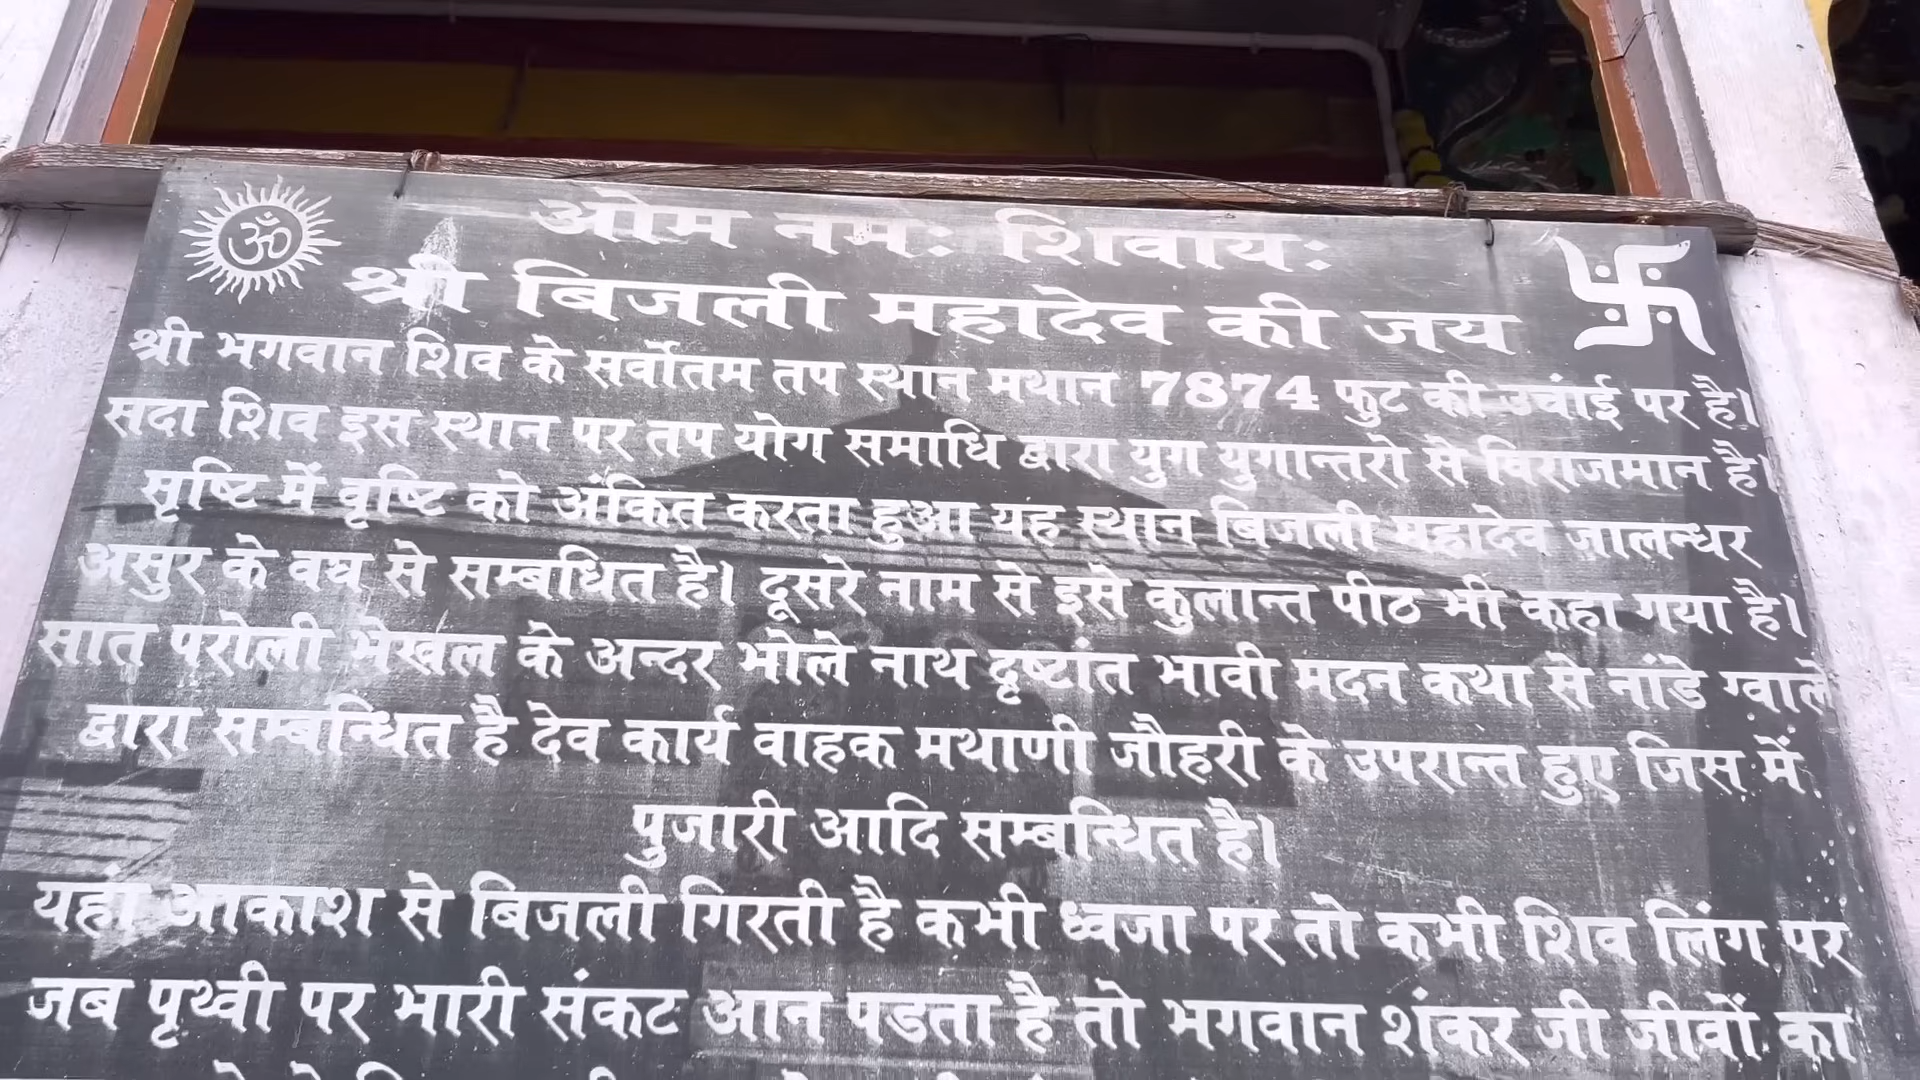 ॐ
ओम नमः शिवायः
श्री बिजली महादेव की जय
श्री भगवान शिव के सर्वोतम तप स्थान मथान 7874 फुट की उचांई पर है।
सदा शिव इस स्थान पर तप योग समाधि द्वारा युग युगान्तरो से विराजमान है।
सृष्टि में वृष्टि को अंकित करता हुआ यह स्थान बिजली महादेव जालन्धर
असुर के वध से सम्बधित है। दूसरे नाम से इसे कुलान्त पीठ भी कहा गया है।
सात परोली भेखल के अन्दर भोले नाथ दृष्टांत भावी मदन कथा से नांडे ग्वाले
द्वारा सम्बन्धित है देव कार्य वाहक मथाणी जौहरी के उपरान्त हुए जिस में
पुजारी आदि सम्बन्धित है।
यहां आकाश से बिजली गिरती है कभी ध्वजा पर तो कभी शिव लिंग पर
जब पृथ्वी पर भारी संकट आन पडता है तो भगवान शंकर जी जीवों का